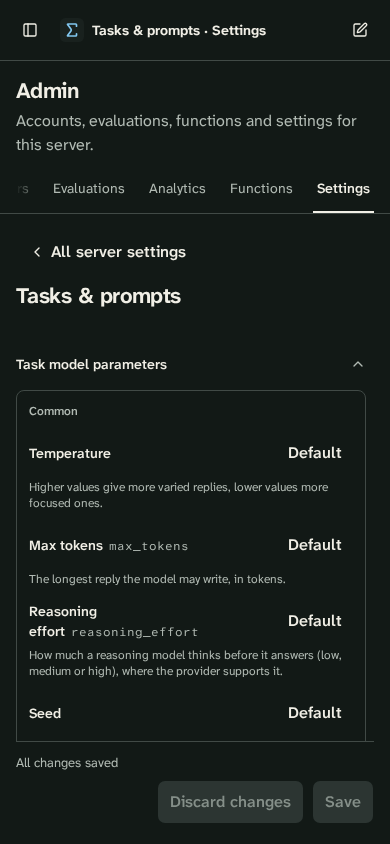 Tasks & prompts · Settings
Admin
Accounts, evaluations, functions and settings for
this server.
rs Evaluations Analytics Functions Settings
All server settings
Tasks & prompts
Task model parameters
Common
Temperature Default
Higher values give more varied replies, lower values more
focused ones.
Max tokens max_tokens Default
The longest reply the model may write, in tokens.
Reasoning
effort reasoning_effort Default
How much a reasoning model thinks before it answers (low,
medium or high), where the provider supports it.
Seed Default
All changes saved
Discard changes Save